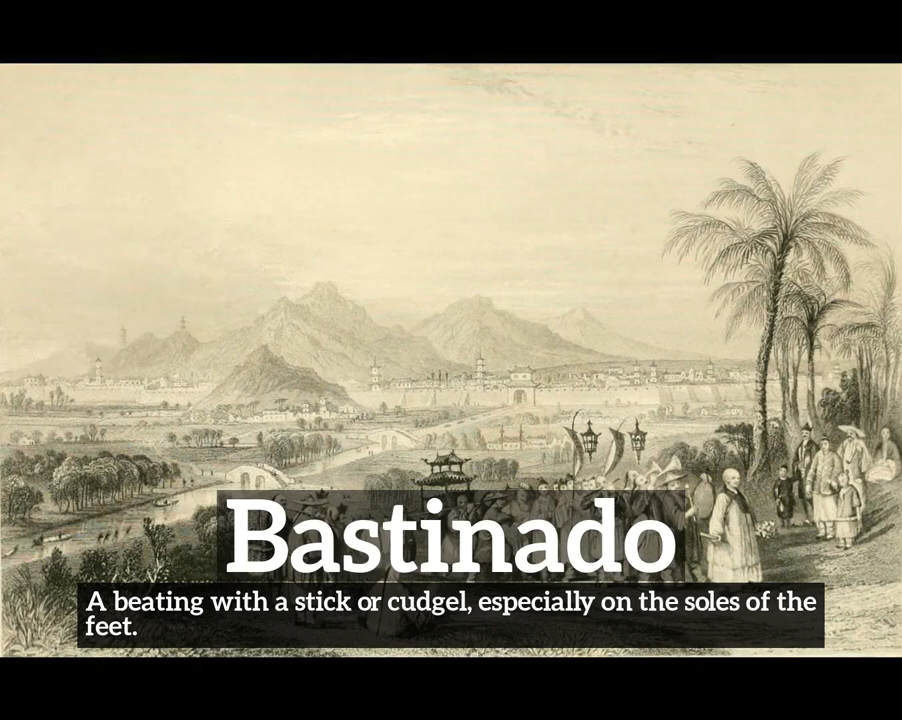 Bastinado
A beating with a stick or cudgel, especially on the soles of the
feet.